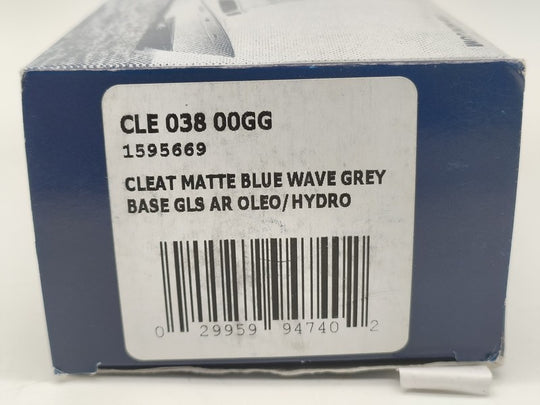 CLE 038 00GG
1595669
CLEAT MATTE BLUE WAVE GREY
BASE GLS AR OLEO/HYDRO
0 29959 94740 2